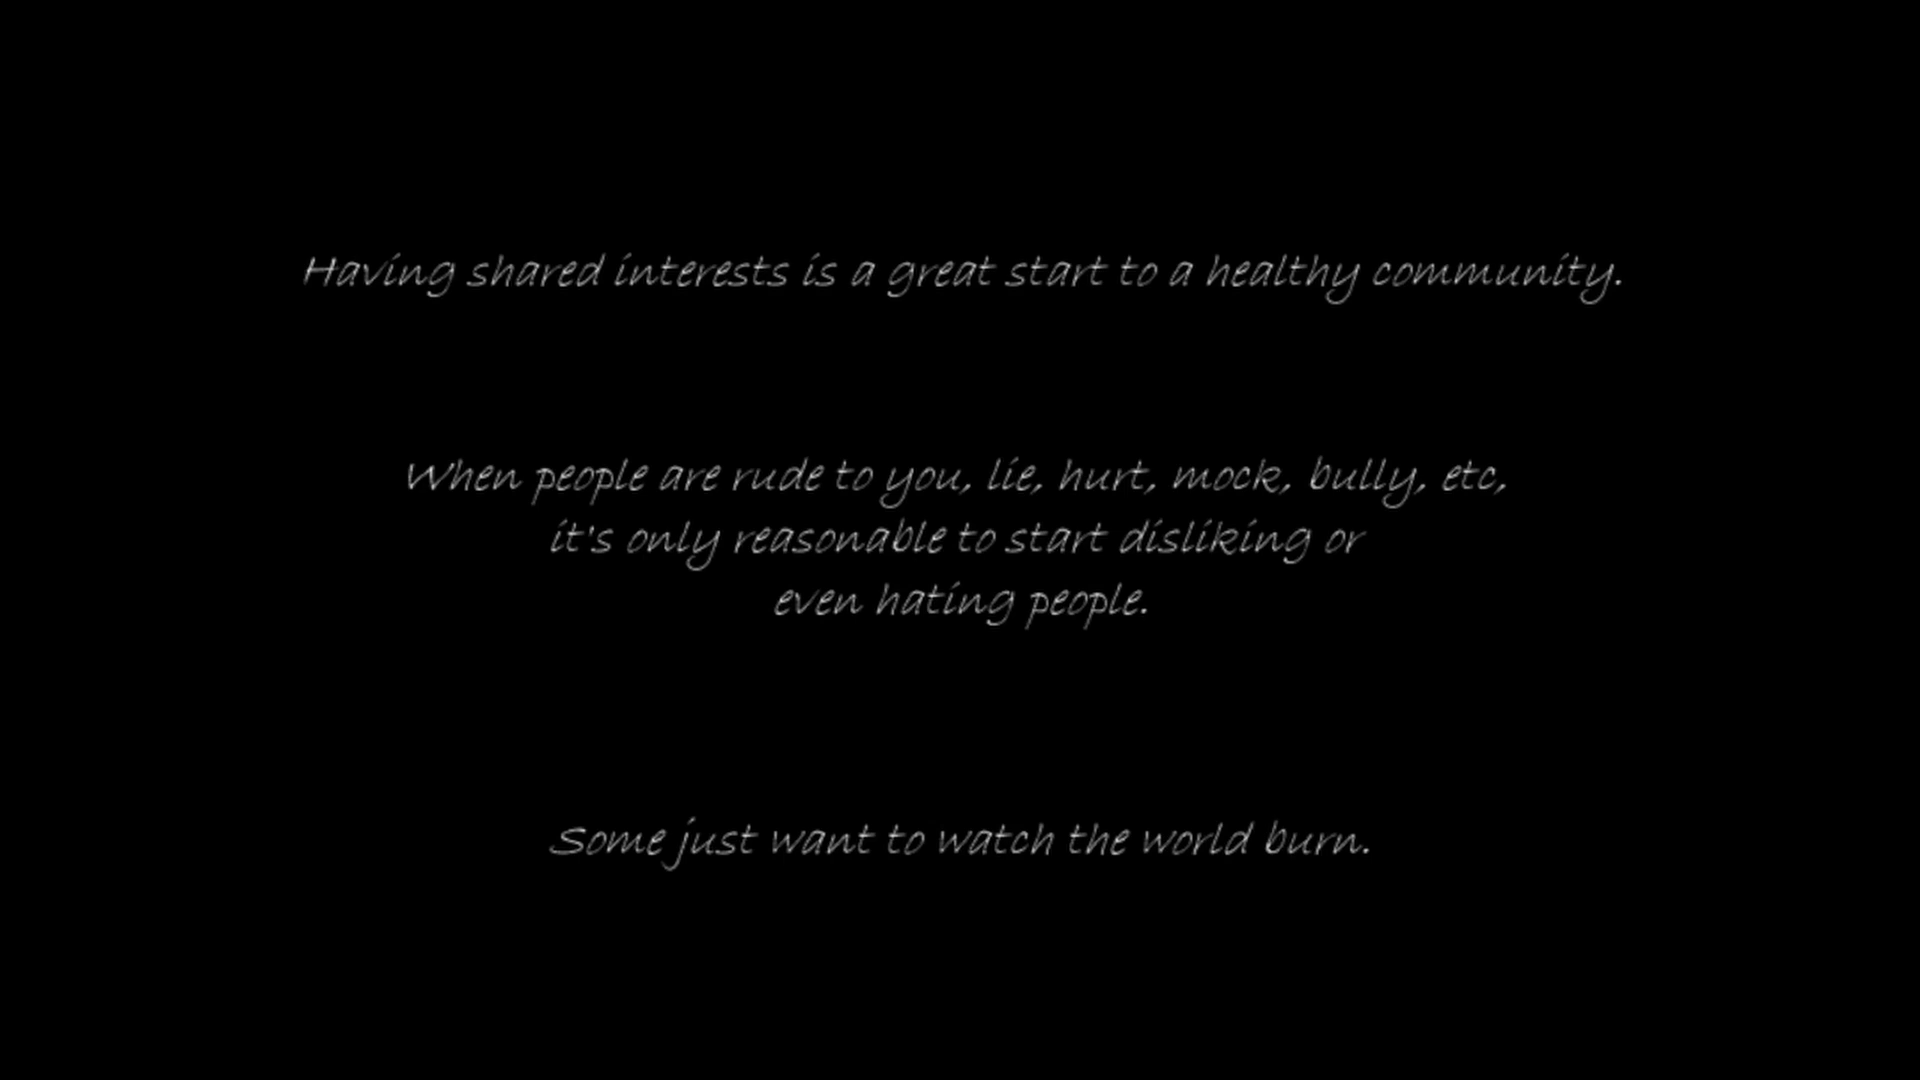 Having shared interests is a great start to a healthy community.
When people are rude to you, lie, hurt, mock, bully, etc,
it's only reasonable to start disliking or
even hating people.
Some just want to watch the world burn.